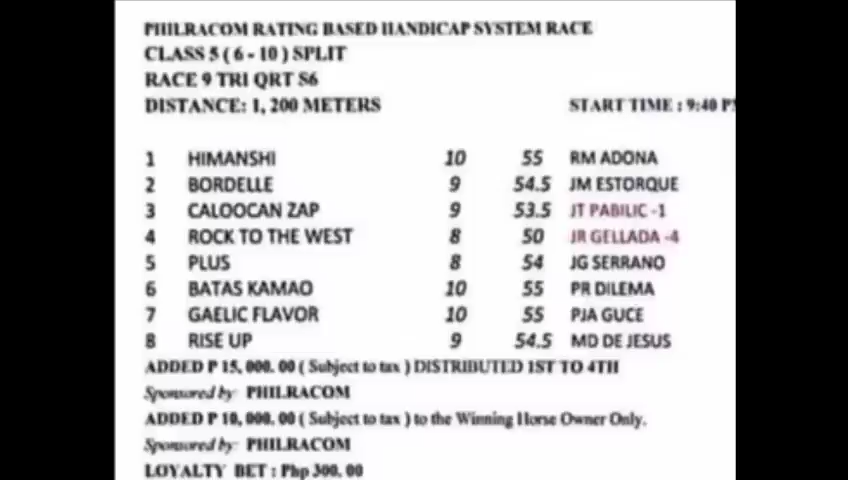 PHILRACOM RATING BASED HANDICAP SYSTEM RACE
CLASS 5 ( 6 - 10 ) SPLIT
RACE 9 TRI QRT S6
DISTANCE: 1, 200 METERS START TIME : 9:40 P
1 HIMANSHI 10 55 RM ADONA
2 BORDELLE 9 54.5 JM ESTORQUE
3 CALOOCAN ZAP 9 53.5 JT PABILIC -1
4 ROCK TO THE WEST 8 50 JR GELLADA -4
5 PLUS 8 54 JG SERRANO
6 BATAS KAMAO 10 55 PR DILEMA
7 GAELIC FLAVOR 10 55 PJA GUCE
8 RISE UP 9 54.5 MD DE JESUS
ADDED P 15, 000. 00 ( Subject to tax ) DISTRIBUTED 1ST TO 4TH
Sponsored by: PHILRACOM
ADDED P 10, 000. 00 ( Subject to tax ) to the Winning Horse Owner Only.
Sponsored by: PHILRACOM
LOYALTY BET : Php 300. 00